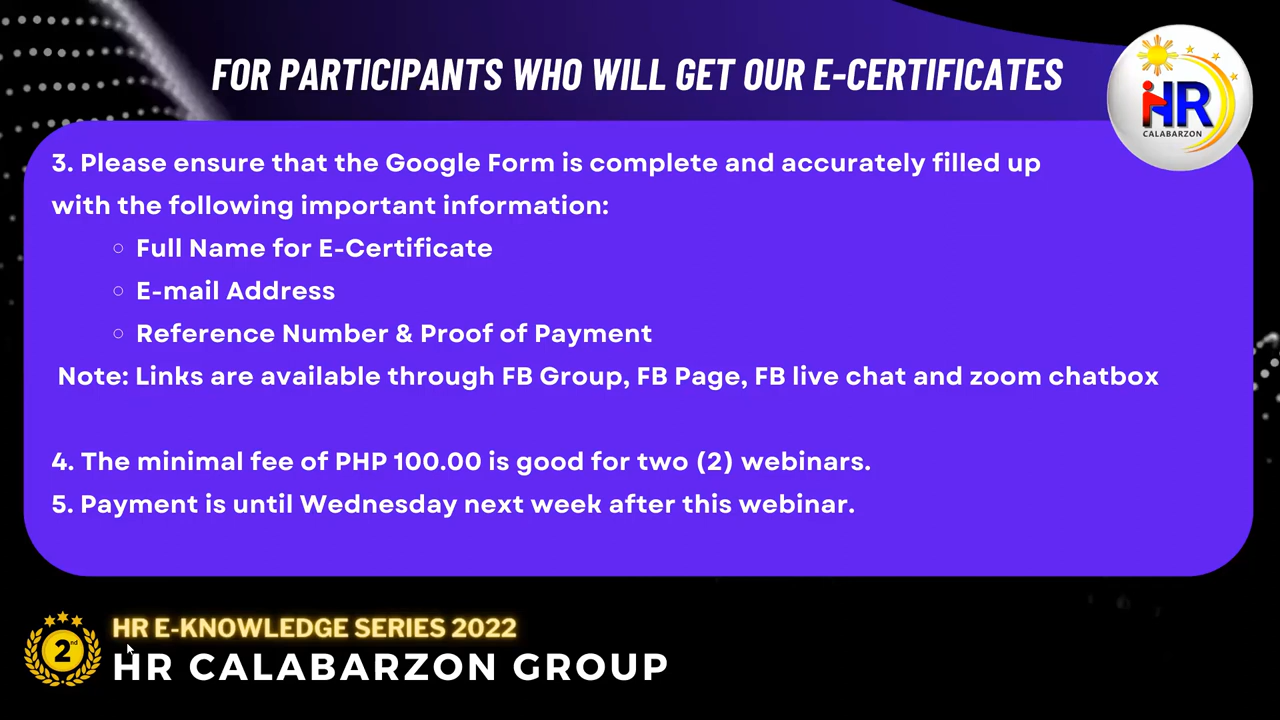 FOR PARTICIPANTS WHO WILL GET OUR E-CERTIFICATES
HR
CALABARZON
3. Please ensure that the Google Form is complete and accurately filled up
with the following important information:
Full Name for E-Certificate
E-mail Address
Reference Number & Proof of Payment
Note: Links are available through FB Group, FB Page, FB live chat and zoom chatbox
4. The minimal fee of PHP 100.00 is good for two (2) webinars.
5. Payment is until Wednesday next week after this webinar.
2nd
HR E-KNOWLEDGE SERIES 2022
HR CALABARZON GROUP